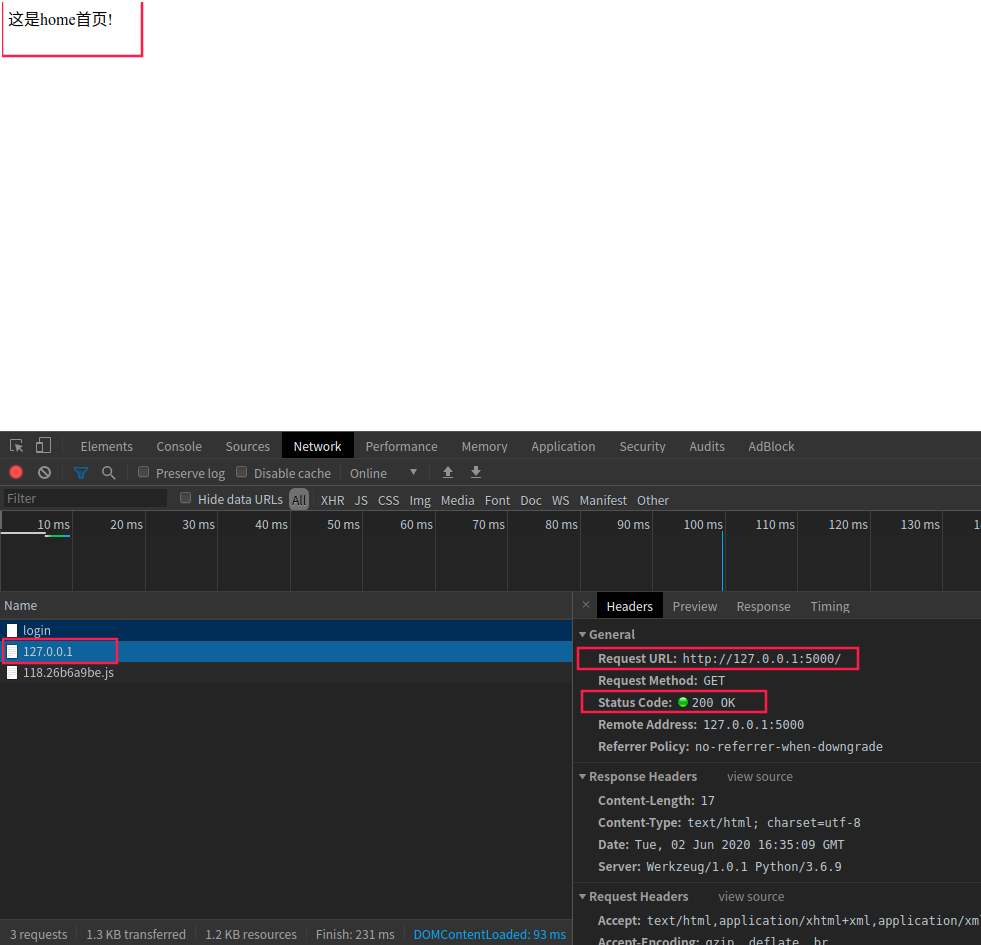 这是home首页!
Elements Console Sources Network Performance Memory Application Security Audits AdBlock
Preserve log Disable cache Online
Filter Hide data URLs All XHR JS CSS Img Media Font Doc WS Manifest Other
10 ms 20 ms 30 ms 40 ms 50 ms 60 ms 70 ms 80 ms 90 ms 100 ms 110 ms 120 ms 130 ms
Name
login
127.0.0.1
118.26b6a9be.js
3 requests 1.3 KB transferred 1.2 KB resources Finish: 231 ms DOMContentLoaded: 93 ms
× Headers Preview Response Timing
General
Request URL: http://127.0.0.1:5000/
Request Method: GET
Status Code: 200 OK
Remote Address: 127.0.0.1:5000
Referrer Policy: no-referrer-when-downgrade
Response Headers view source
Content-Length: 17
Content-Type: text/html; charset=utf-8
Date: Tue, 02 Jun 2020 16:35:09 GMT
Server: Werkzeug/1.0.1 Python/3.6.9
Request Headers view source
Accept: text/html,application/xhtml+xml,application/xml
Accept-Encoding: gzip, deflate, br